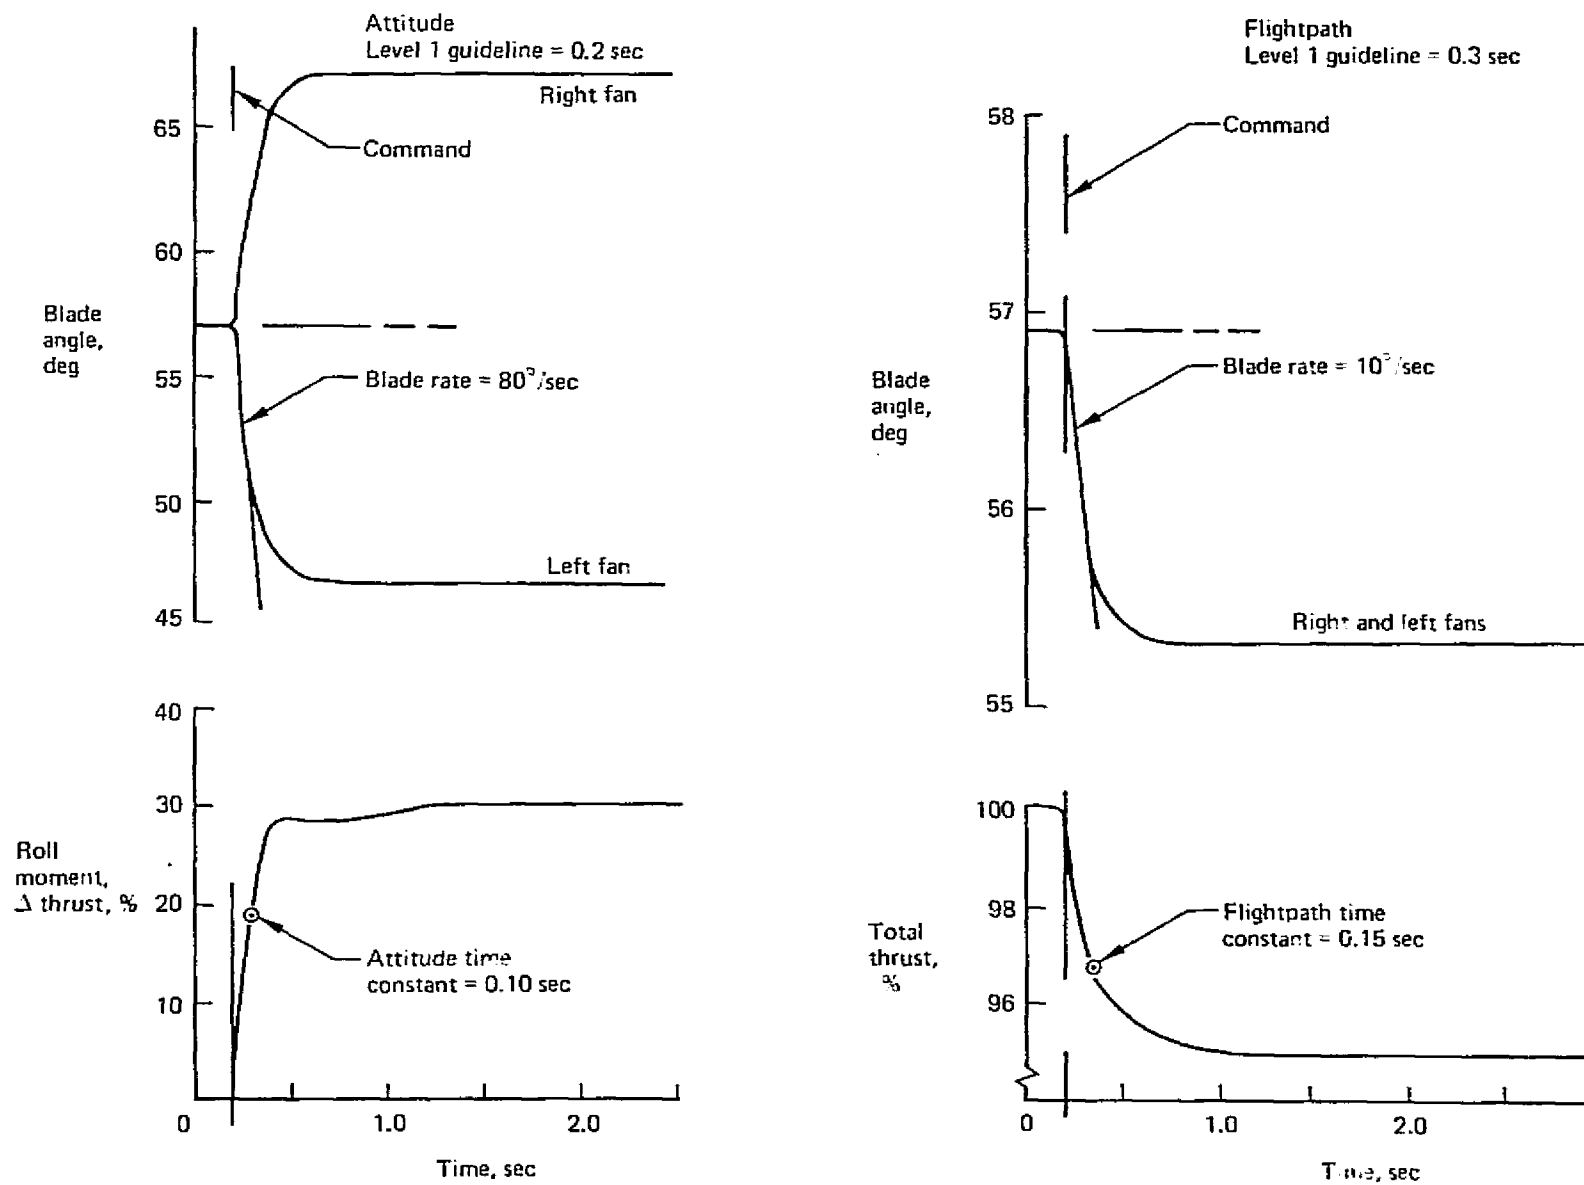 Attitude
Level 1 guideline = 0.2 sec
Right fan
Command
65
60
Blade
angle,
deg
55
Blade rate = 80°/sec
50
Left fan
45
40
30
Roll
moment,
Δ thrust, %
20
Attitude time
constant = 0.10 sec
10
0
1.0
2.0
Time, sec
Flightpath
Level 1 guideline = 0.3 sec
58
Command
57
Blade rate = 10°/sec
Blade
angle,
deg
56
Right and left fans
55
100
98
Flightpath time
constant = 0.15 sec
Total
thrust,
%
96
0
1.0
2.0
Time, sec